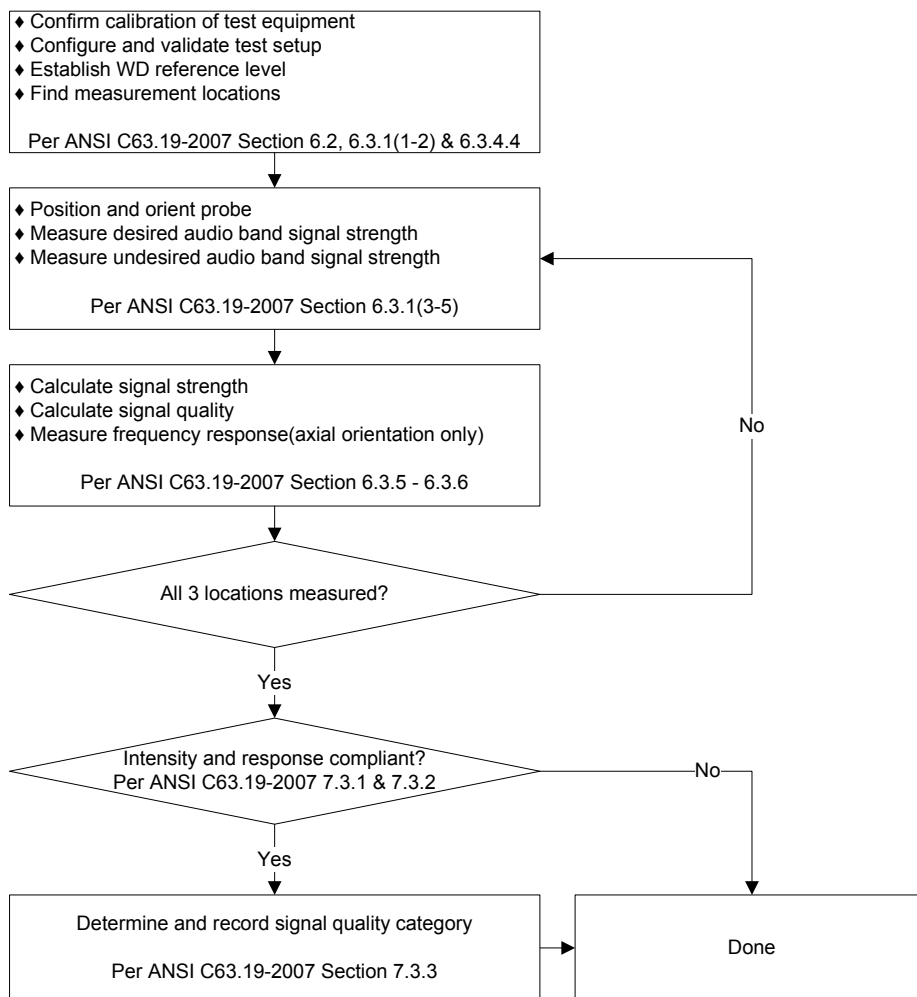 ♦ Confirm calibration of test equipment
♦ Configure and validate test setup
♦ Establish WD reference level
♦ Find measurement locations
Per ANSI C63.19-2007 Section 6.2, 6.3.1(1-2) & 6.3.4.4
♦ Position and orient probe
♦ Measure desired audio band signal strength
♦ Measure undesired audio band signal strength
Per ANSI C63.19-2007 Section 6.3.1(3-5)
♦ Calculate signal strength
♦ Calculate signal quality
♦ Measure frequency response(axial orientation only)
Per ANSI C63.19-2007 Section 6.3.5 - 6.3.6
No
All 3 locations measured?
Yes
Intensity and response compliant?
Per ANSI C63.19-2007 7.3.1 & 7.3.2
No
Yes
Determine and record signal quality category
Per ANSI C63.19-2007 Section 7.3.3
Done